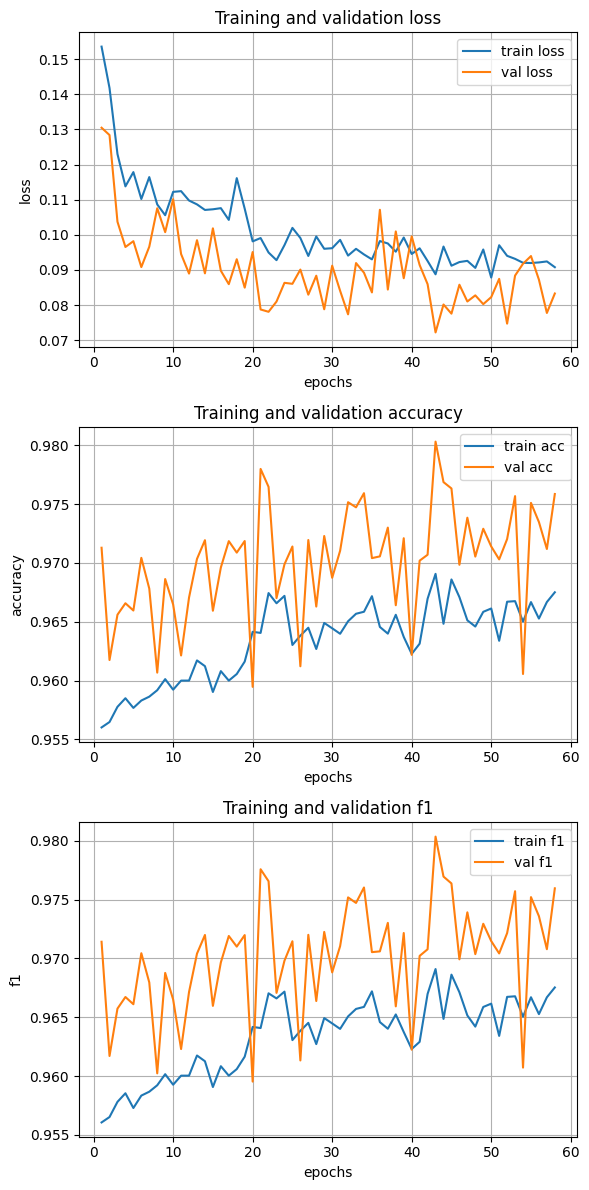 Training and validation loss
train loss
val loss
0.15
0.14
0.13
0.12
0.11
0.10
0.09
0.08
0.07
loss
0 10 20 30 40 50 60
epochs
Training and validation accuracy
train acc
val acc
0.980
0.975
0.970
0.965
0.960
0.955
accuracy
0 10 20 30 40 50 60
epochs
Training and validation f1
train f1
val f1
0.980
0.975
0.970
0.965
0.960
0.955
f1
0 10 20 30 40 50 60
epochs